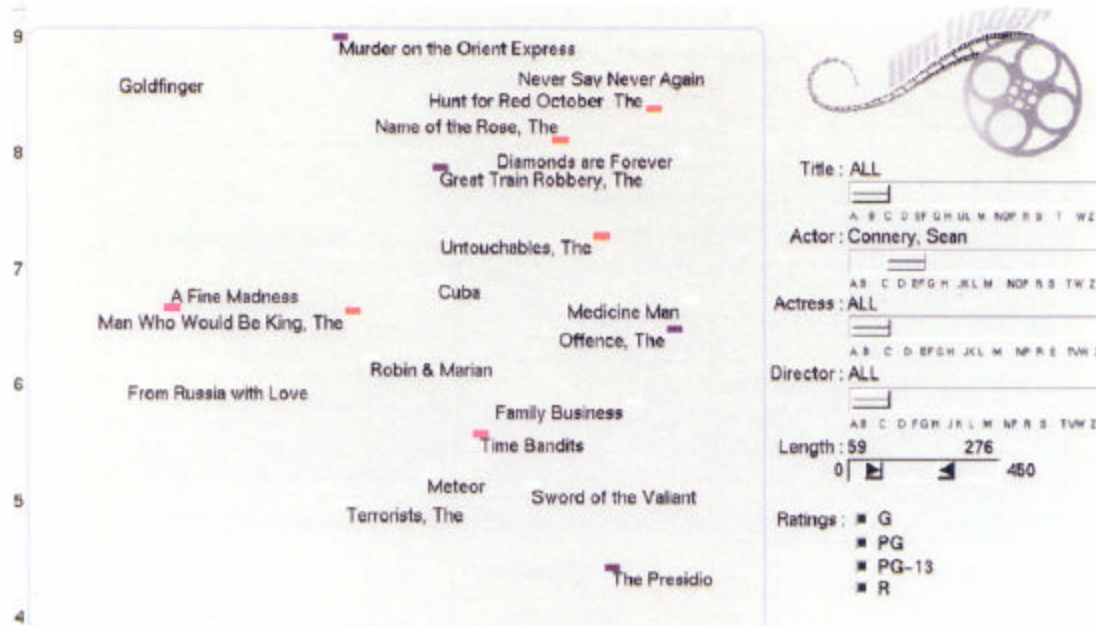 Film Finder
9
Murder on the Orient Express
Goldfinger
Never Say Never Again
Hunt for Red October The
Name of the Rose, The
8
Diamonds are Forever
Great Train Robbery, The
Untouchables, The
7
Cuba
A Fine Madness
Medicine Man
Man Who Would Be King, The
Offence, The
Robin & Marian
6
From Russia with Love
Family Business
Time Bandits
Meteor
5
Sword of the Valiant
Terrorists, The
The Presidio
4
Title : ALL
Actor : Connery, Sean
Actress : ALL
Director : ALL
Length : 59 276
0 450
Ratings : G
PG
PG-13
R